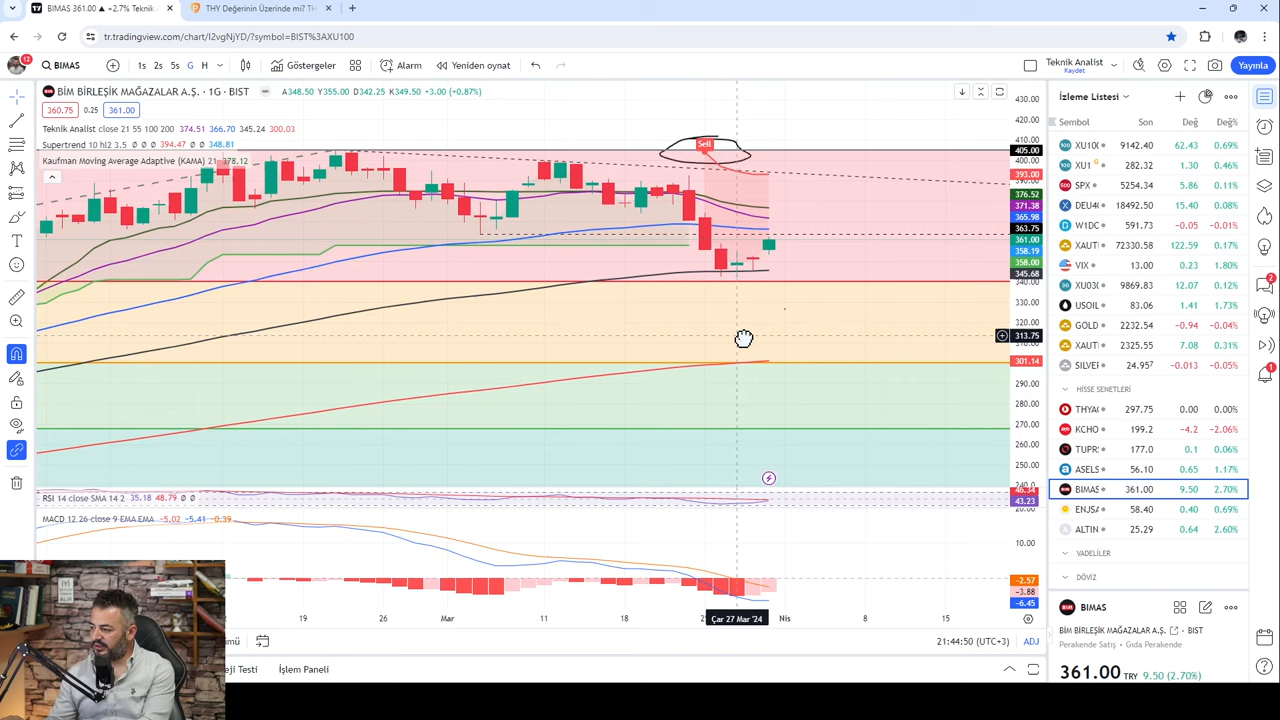 BIMAS 361.00 ▲ +2.7% Teknik A
THY Değerinin Üzerinde mi? TH
tr.tradingview.com/chart/I2vgNjYD/?symbol=BIST%3AXU100
12
BIMAS
1s 2s 5s G H
Göstergeler
Alarm
Yeniden oynat
Teknik Analist
Kaydet
Yayınla
BİM BİRLEŞİK MAĞAZALAR A.Ş. · 1G · BIST
A348.50 Y355.00 D342.25 K349.50 +3.00 (+0.87%)
360.75 0.25 361.00
Teknik Analist close 21 55 100 200 374.51 366.70 345.24 300.03
Supertrend 10 hl2 3.5 ∅ ∅ ∅ 394.47 ∅ 348.81
Kaufman Moving Average Adaptive (KAMA) 21 378.12
Sell
430.00
420.00
410.00
405.00
400.00
393.00
376.52
371.38
365.98
363.75
361.00
358.19
358.00
345.68
340.00
330.00
320.00
313.75
301.14
290.00
280.00
270.00
260.00
250.00
240.00
RSI 14 close SMA 14 2 35.18 48.79 ∅ ∅
43.23
MACD 12 26 close 9 EMA EMA -5.02 -5.41 -0.39
10.00
-2.57
-3.88
-6.45
19 26 Mar 11 18 Çar 27 Mar '24 Nis 8 15
21:44:50 (UTC+3) ADJ
eji Testi
İşlem Paneli
İzleme Listesi
Sembol Son Değ Değ%
XU10( 9142.40 62.43 0.69%
XU1 G 282.32 1.30 0.46%
SPX 5254.34 5.86 0.11%
DEU4( 18492.50 15.40 0.08%
W1DC 591.73 -0.05 -0.01%
XAUT 72330.58 122.59 0.17%
VIX 13.00 0.23 1.80%
XU03( 9869.83 12.07 0.12%
USOIL 83.06 1.41 1.73%
GOLD 2232.54 -0.94 -0.04%
XAUT 2325.55 7.08 0.31%
SILVEF 24.957 -0.013 -0.05%
HİSSE SENETLERİ
THYA( 297.75 0.00 0.00%
KCHO 199.2 -4.2 -2.06%
TUPR: 177.0 0.1 0.06%
ASELS 56.10 0.65 1.17%
BIMAS 361.00 9.50 2.70%
ENJS/ 58.40 0.40 0.69%
ALTIN 25.29 0.64 2.60%
VADELİLER
DÖVİZ
BIMAS
BİM BİRLEŞİK MAĞAZALAR A.Ş. · BIST
Perakende Satış · Gıda Perakende
361.00 TRY 9.50 (2.70%)
2
1